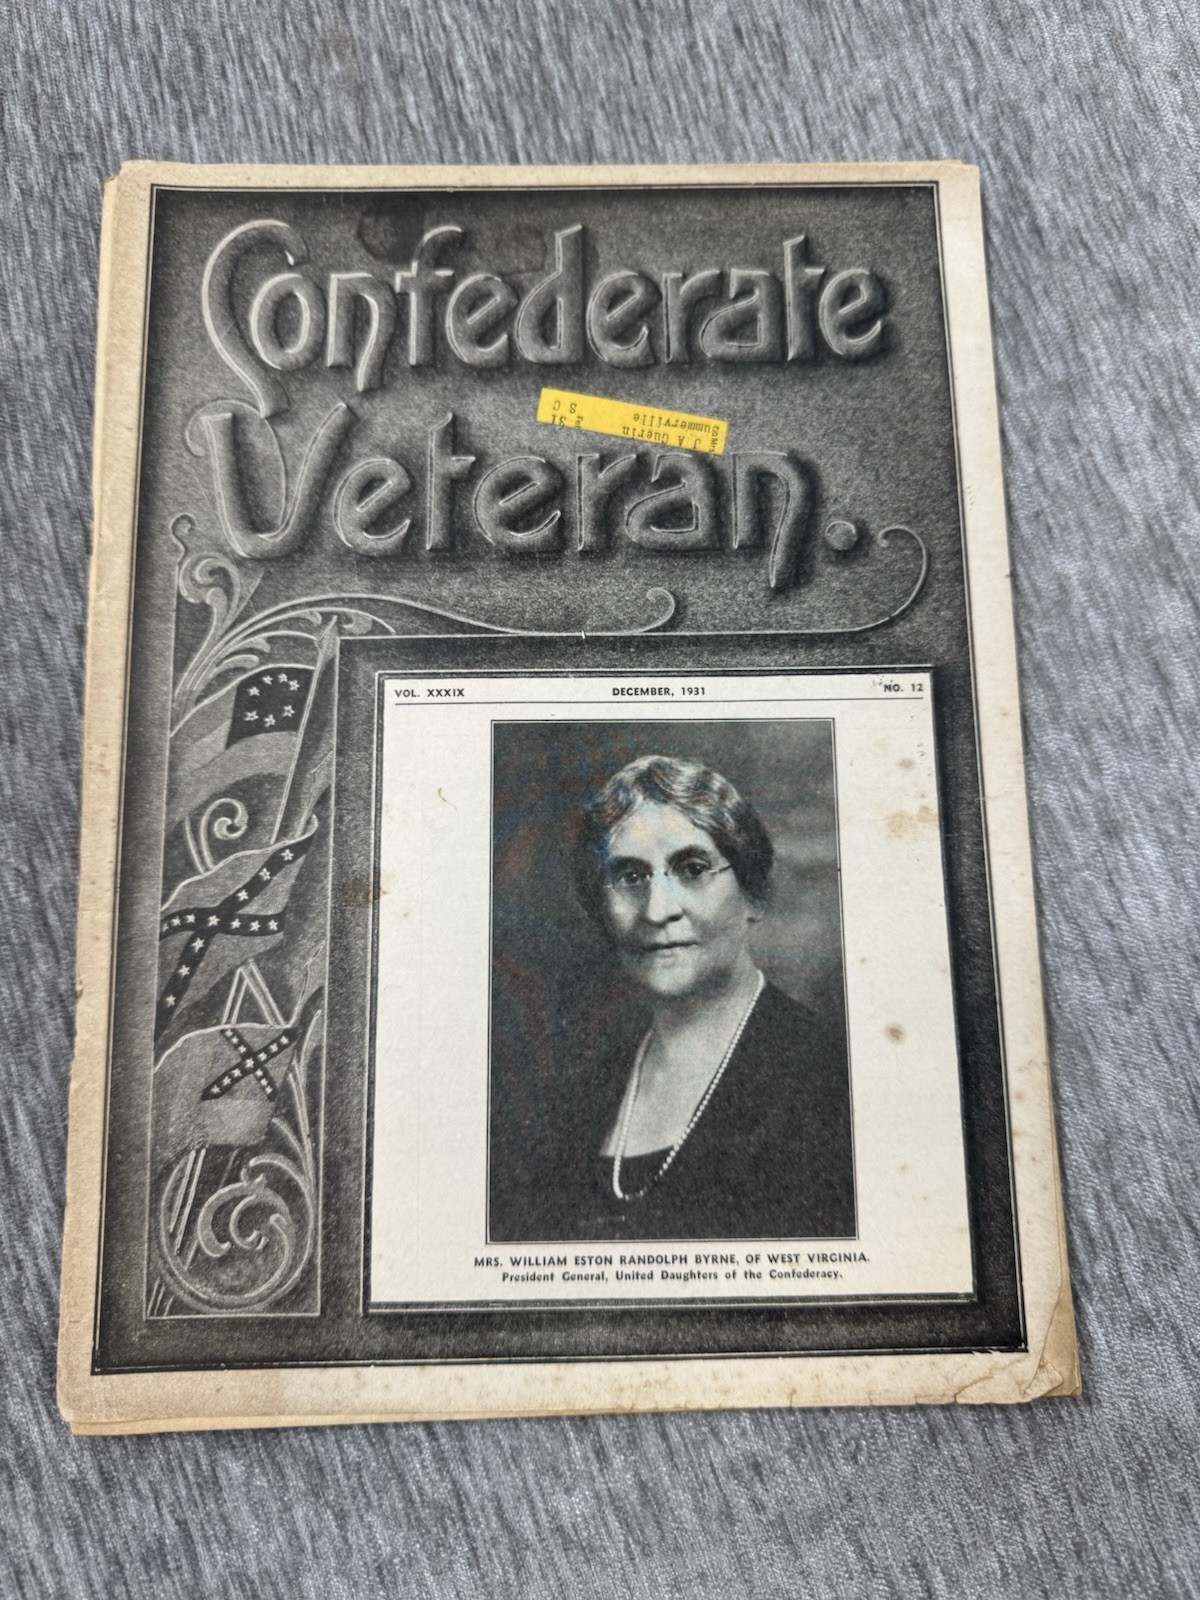 Confederate
Veteran.
Mrs J A Guerin
Summerville
S C
VOL. XXXIX DECEMBER, 1931 NO. 12
MRS. WILLIAM ESTON RANDOLPH BYRNE, OF WEST VIRGINIA.
President General, United Daughters of the Confederacy.